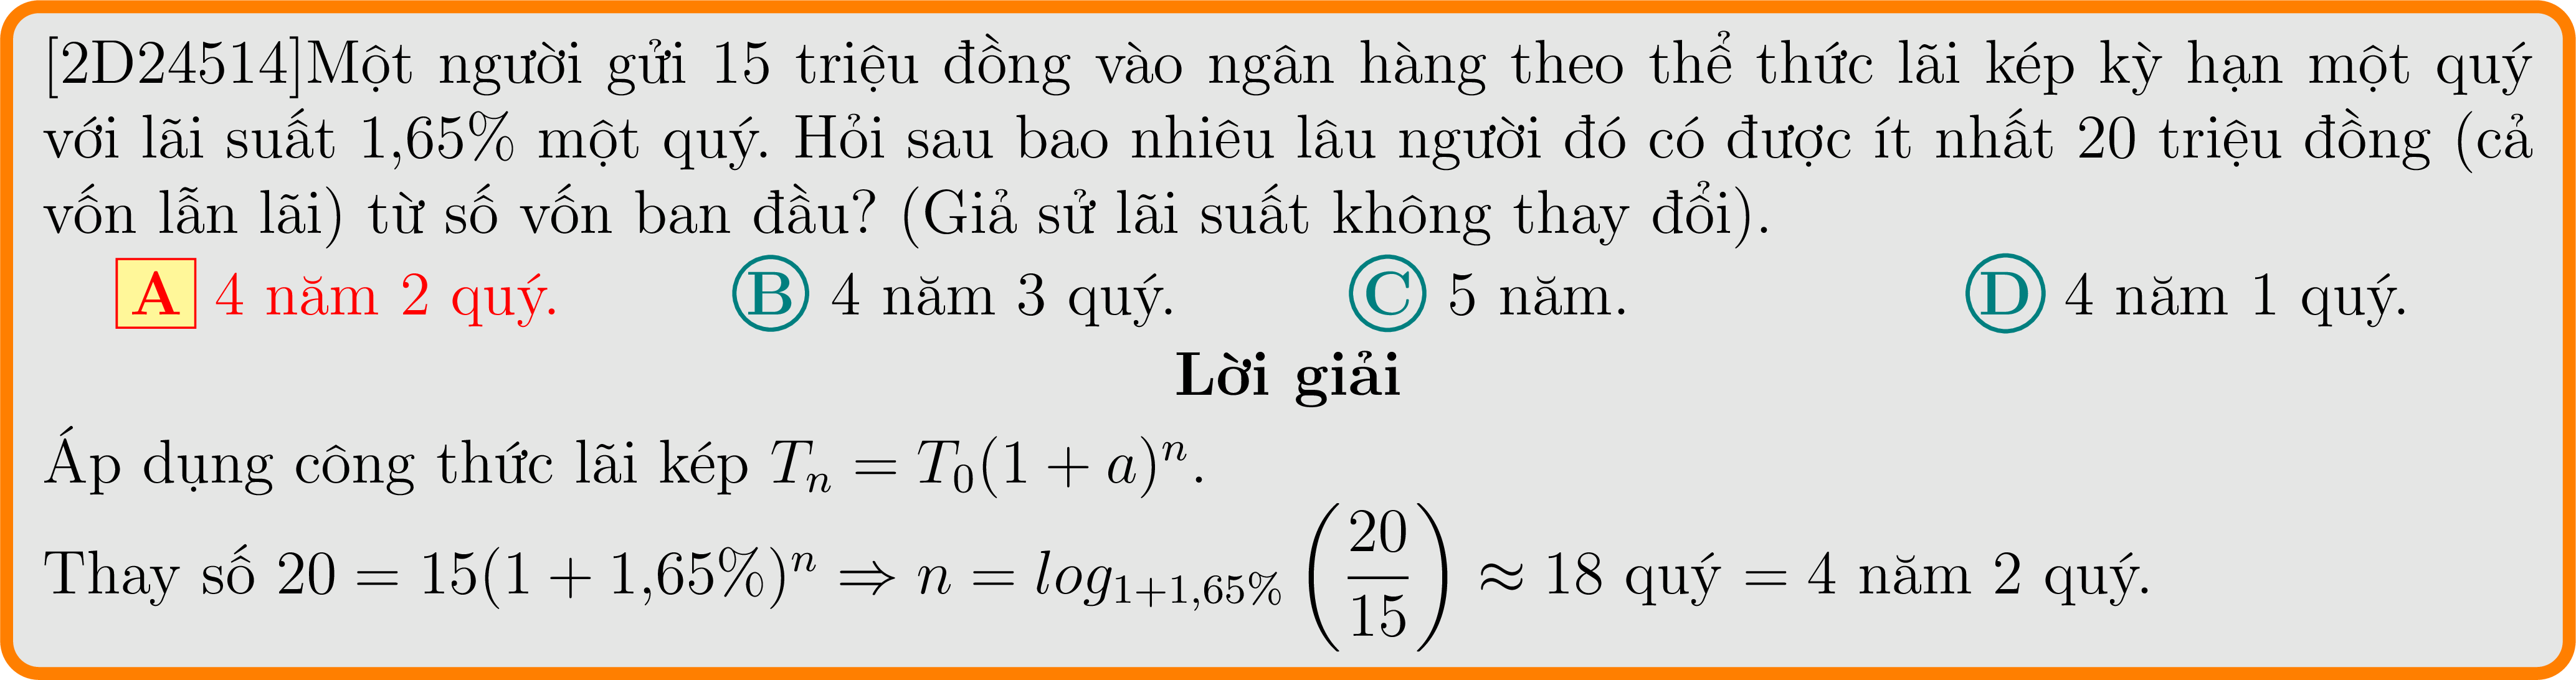 [2D24514]Một người gửi 15 triệu đồng vào ngân hàng theo thể thức lãi kép kỳ hạn một quý
với lãi suất 1,65% một quý. Hỏi sau bao nhiêu lâu người đó có được ít nhất 20 triệu đồng (cả
vốn lẫn lãi) từ số vốn ban đầu? (Giả sử lãi suất không thay đổi).
A 4 năm 2 quý. B 4 năm 3 quý. C 5 năm. D 4 năm 1 quý.
Lời giải
Áp dụng công thức lãi kép $T_n = T_0(1 + a)^n$.
Thay số $20 = 15(1 + 1,65\%)^n \Rightarrow n = log_{1+1,65\%}\left(\dfrac{20}{15}\right) \approx 18$ quý = 4 năm 2 quý.